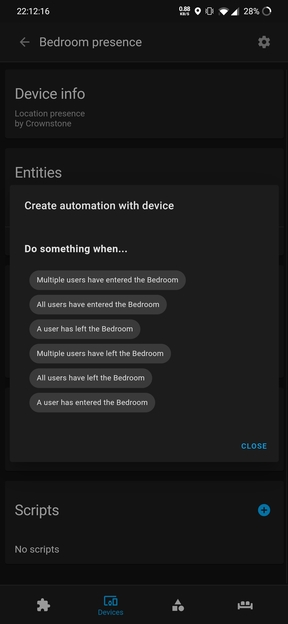 22:12:16
0.88
KB/S
28%
Bedroom presence
Device info
Location presence
by Crownstone
Entities
Create automation with device
Do something when...
Multiple users have entered the Bedroom
All users have entered the Bedroom
A user has left the Bedroom
Multiple users have left the Bedroom
All users have left the Bedroom
A user has entered the Bedroom
CLOSE
Scripts
No scripts
Devices